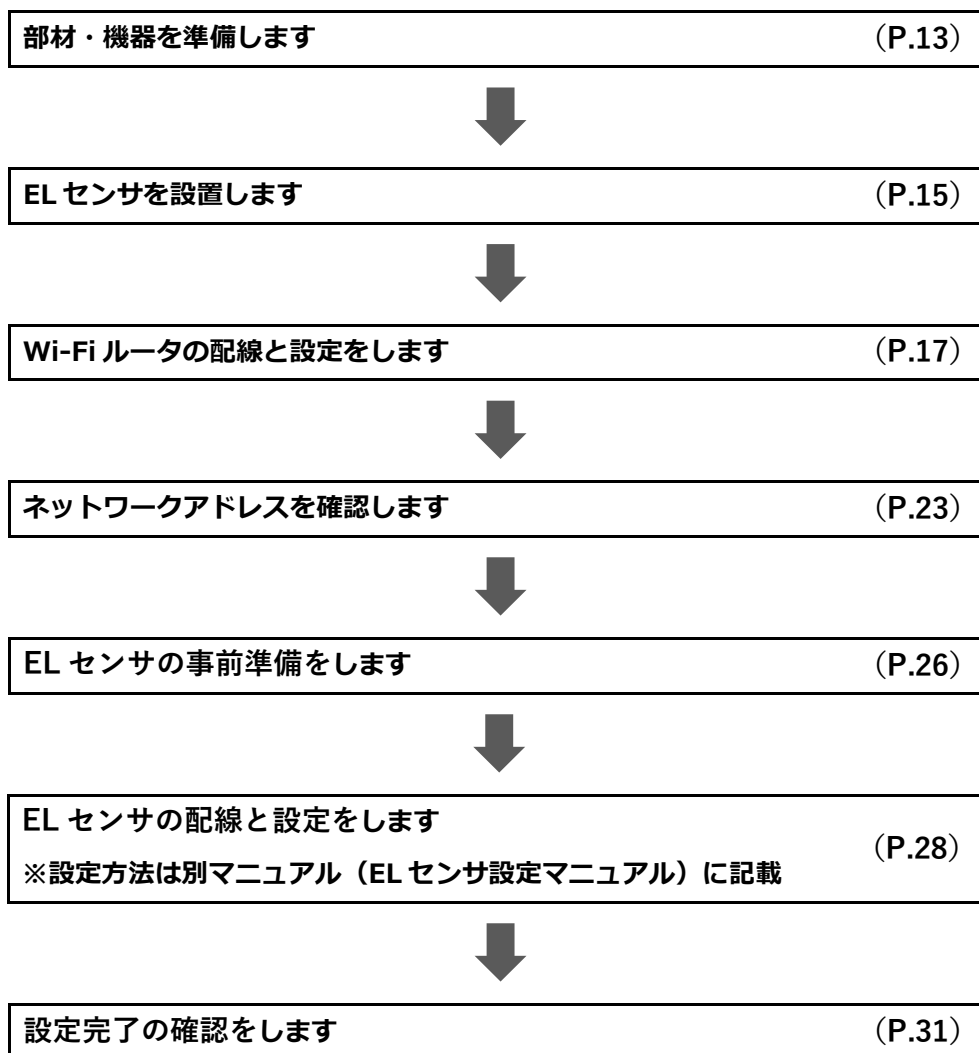 部材・機器を準備します (P.13)
EL センサを設置します (P.15)
Wi-Fi ルータの配線と設定をします (P.17)
ネットワークアドレスを確認します (P.23)
EL センサの事前準備をします (P.26)
EL センサの配線と設定をします
(P.28)
※設定方法は別マニュアル（EL センサ設定マニュアル）に記載
設定完了の確認をします (P.31)